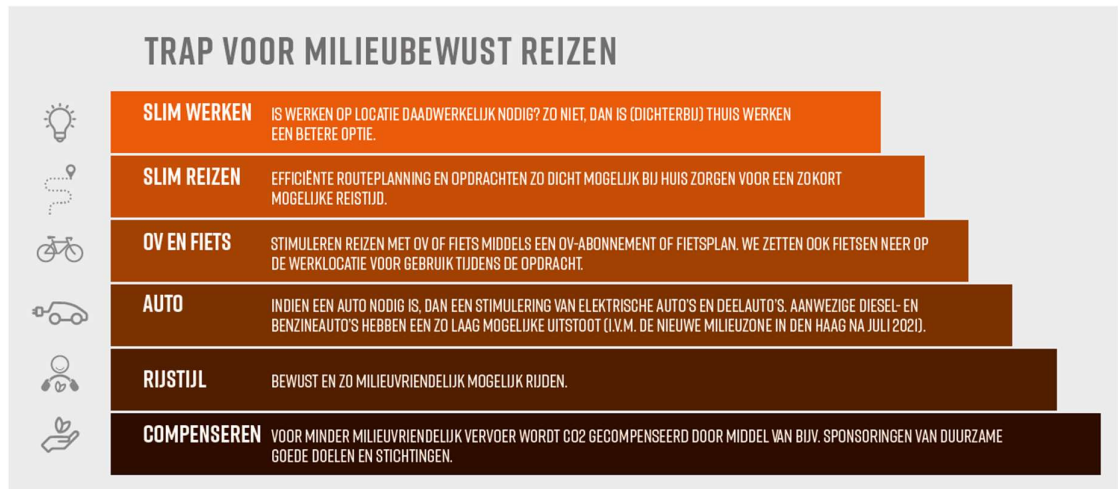 TRAP VOOR MILIEUBEWUST REIZEN
SLIM WERKEN
IS WERKEN OP LOCATIE DAADWERKELIJK NODIG? ZO NIET, DAN IS (DICHTERBIJ) THUIS WERKEN
EEN BETERE OPTIE.
SLIM REIZEN
EFFICIËNTE ROUTEPLANNING EN OPDRACHTEN ZO DICHT MOGELIJK BIJ HUIS ZORGEN VOOR EEN ZO KORT
MOGELIJKE REISTIJD.
OV EN FIETS
STIMULEREN REIZEN MET OV OF FIETS MIDDELS EEN OV-ABONNEMENT OF FIETSPLAN. WE ZETTEN OOK FIETSEN NEER OP
DE WERKLOCATIE VOOR GEBRUIK TIJDENS DE OPDRACHT.
AUTO
INDIEN EEN AUTO NODIG IS, DAN EEN STIMULERING VAN ELEKTRISCHE AUTO'S EN DEELAUTO'S. AANWEZIGE DIESEL- EN
BENZINEAUTO'S HEBBEN EEN ZO LAAG MOGELIJKE UITSTOOT (I.V.M. DE NIEUWE MILIEUZONE IN DEN HAAG NA JULI 2021).
RIJSTIJL
BEWUST EN ZO MILIEUVRIENDELIJK MOGELIJK RIJDEN.
COMPENSEREN
VOOR MINDER MILIEUVRIENDELIJK VERVOER WORDT CO2 GECOMPENSEERD DOOR MIDDEL VAN BIJV. SPONSORINGEN VAN DUURZAME
GOEDE DOELEN EN STICHTINGEN.